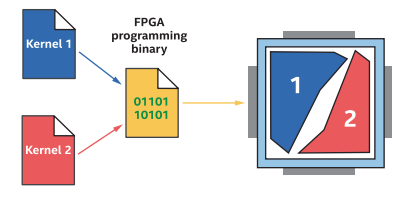 Kernel 1
FPGA
programming
binary
01101
10101
Kernel 2
1
2